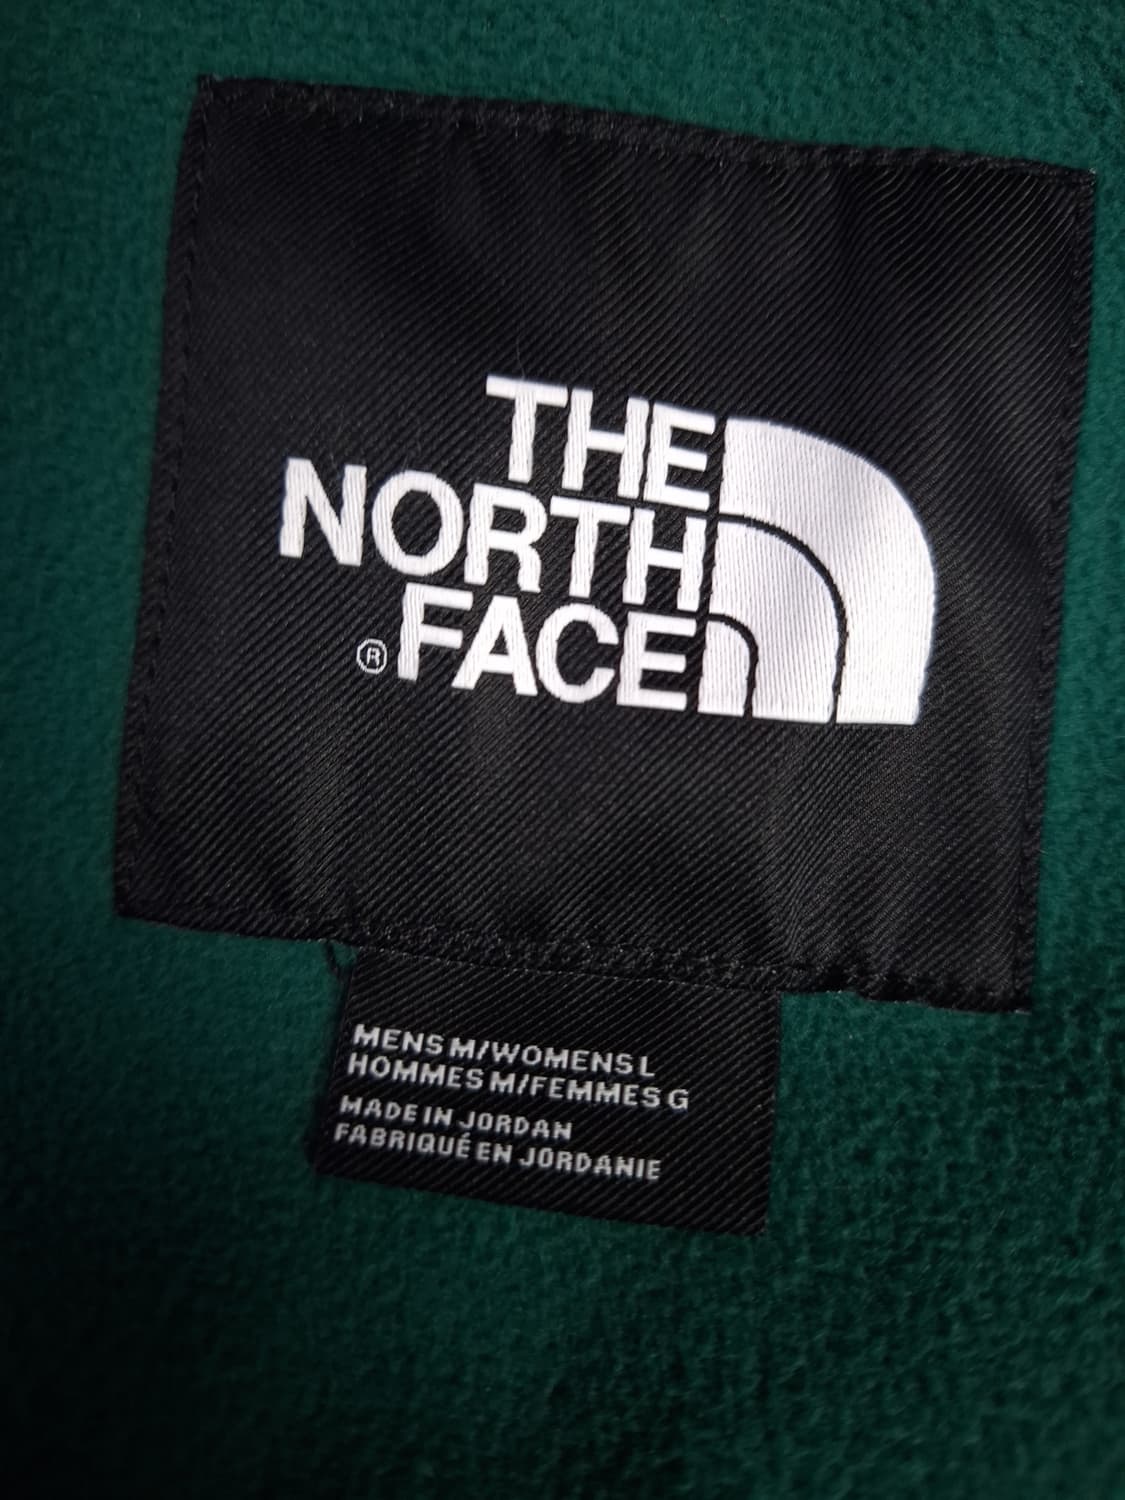 THE
NORTH
® FACE
MENS M/WOMENS L
HOMMES M/FEMMES G
MADE IN JORDAN
FABRIQUÉ EN JORDANIE